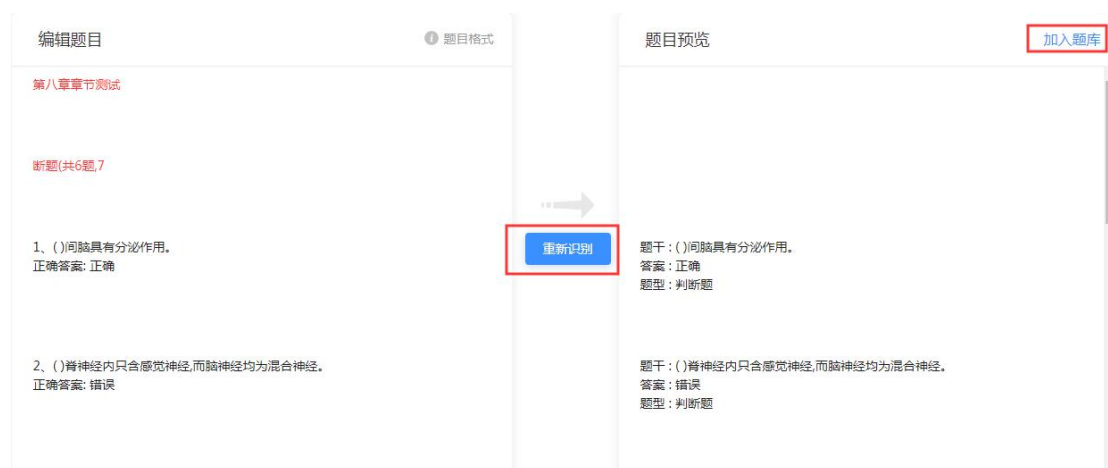 编辑题目
题目格式
题目预览
加入题库
第八章章节测试
断题(共6题,7
重新识别
1、( )间脑具有分泌作用。
正确答案: 正确
题干 : ( )间脑具有分泌作用。
答案 : 正确
题型 : 判断题
2、( )脊神经内只含感觉神经,而脑神经均为混合神经。
正确答案: 错误
题干 : ( )脊神经内只含感觉神经,而脑神经均为混合神经。
答案 : 错误
题型 : 判断题